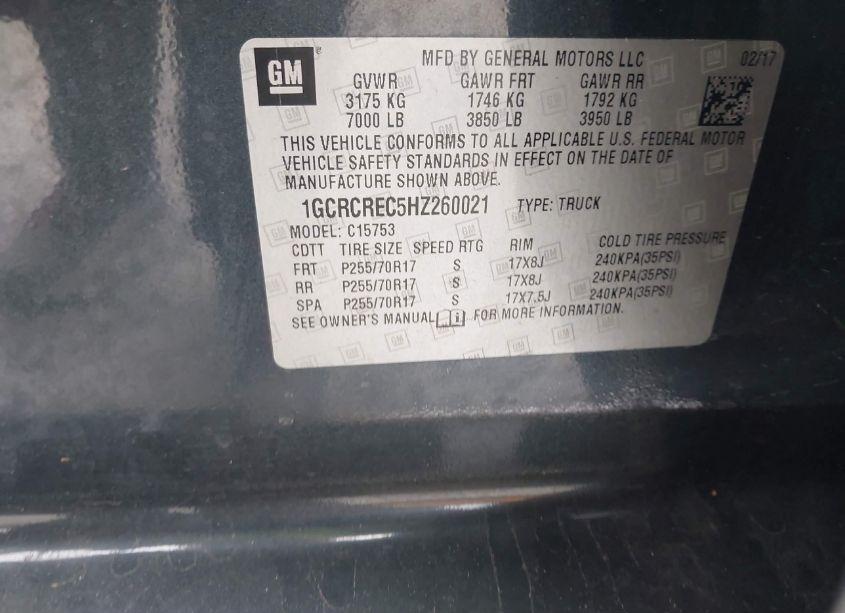 GM
MFD BY GENERAL MOTORS LLC 02/17
GVWR GAWR FRT GAWR RR
3175 KG 1746 KG 1792 KG
7000 LB 3850 LB 3950 LB
THIS VEHICLE CONFORMS TO ALL APPLICABLE U.S. FEDERAL MOTOR
VEHICLE SAFETY STANDARDS IN EFFECT ON THE DATE OF
MANUFACTURE SHOWN ABOVE.
1GCRCREC5HZ260021 TYPE: TRUCK
MODEL: C15753
CDTT TIRE SIZE SPEED RTG RIM COLD TIRE PRESSURE
FRT P255/70R17 S 17X8J 240KPA(35PSI)
RR P255/70R17 S 17X8J 240KPA(35PSI)
SPA P255/70R17 S 17X7.5J 240KPA(35PSI)
SEE OWNER'S MANUAL FOR MORE INFORMATION.